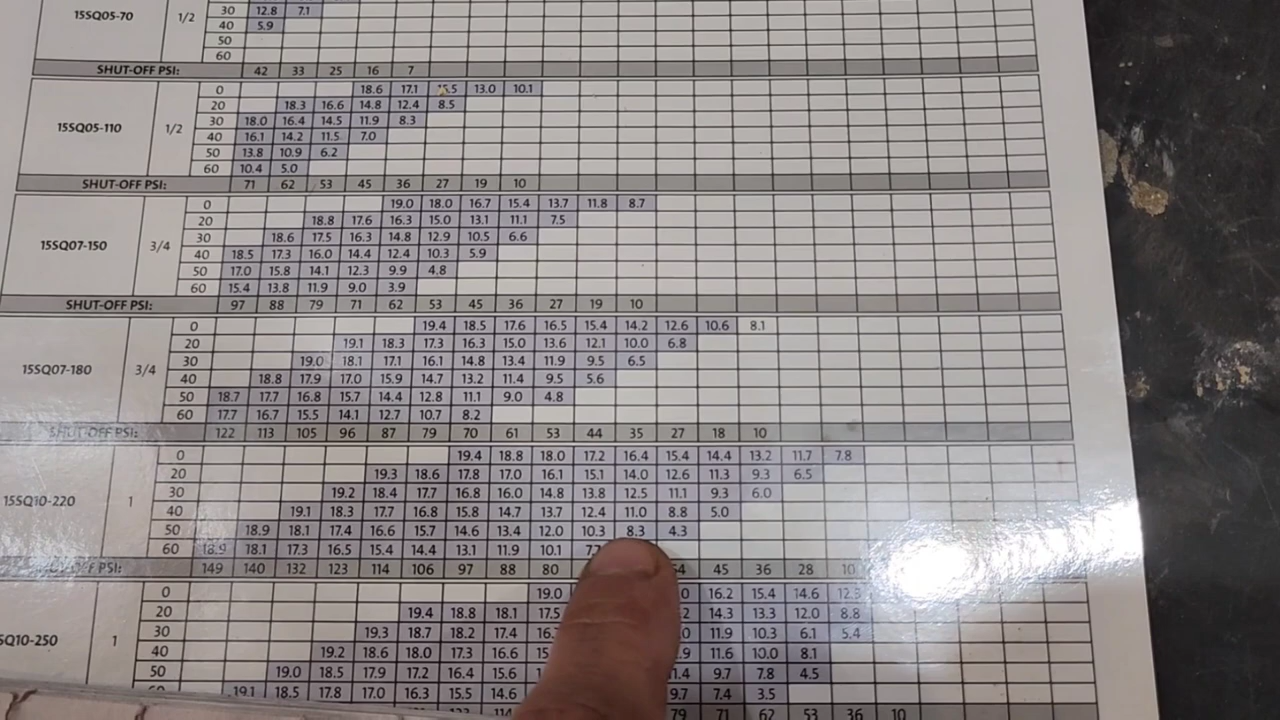 30 12.8 7.1
15SQ05-70 1/2 40 5.9
50
60
SHUT-OFF PSI: 42 33 25 16 7
0 18.6 17.1 13.0 10.1
20 18.3 16.6 14.8 12.4 8.5
15SQ05-110 1/2 30 18.0 16.4 14.5 11.9 8.3
40 16.1 14.2 11.5 7.0
50 13.8 10.9 6.2
60 10.4 5.0
SHUT-OFF PSI: 71 62 53 45 36 27 19 10
0 19.0 18.0 16.7 15.4 13.7 11.8 8.7
20 18.8 17.6 16.3 15.0 13.1 11.1 7.5
15SQ07-150 3/4 30 18.6 17.5 16.3 14.8 12.9 10.5 6.6
40 18.5 17.3 16.0 14.4 12.4 10.3 5.9
50 17.0 15.8 14.1 12.3 9.9 4.8
60 15.4 13.8 11.9 9.0 3.9
SHUT-OFF PSI: 97 88 79 71 62 53 45 36 27 19 10
0 19.4 18.5 17.6 16.5 15.4 14.2 12.6 10.6 8.1
20 19.1 18.3 17.3 16.3 15.0 13.6 12.1 10.0 6.8
15SQ07-180 3/4 30 19.0 18.1 17.1 16.1 14.8 13.4 11.9 9.5 6.5
40 18.8 17.9 17.0 15.9 14.7 13.2 11.4 9.5 5.6
50 18.7 17.7 16.8 15.7 14.4 12.8 11.1 9.0 4.8
60 17.7 16.7 15.5 14.1 12.7 10.7 8.2
SHUT-OFF PSI: 122 113 105 96 87 79 70 61 53 44 35 27 18 10
0 19.4 18.8 18.0 17.2 16.4 15.4 14.4 13.2 11.7 7.8
20 19.3 18.6 17.8 17.0 16.1 15.1 14.0 12.6 11.3 9.3 6.5
15SQ10-220 1 30 19.2 18.4 17.7 16.8 16.0 14.8 13.8 12.5 11.1 9.3 6.0
40 19.1 18.3 17.7 16.8 15.8 14.7 13.7 12.4 11.0 8.8 5.0
50 18.9 18.1 17.4 16.6 15.7 14.6 13.4 12.0 10.3 8.3 4.3
60 18.9 18.1 17.3 16.5 15.4 14.4 13.1 11.9 10.1
PSI: 149 140 132 123 114 106 97 88 80 45 36 28 10
0 19.0 16.2 15.4 14.6 12.3
20 19.4 18.8 18.1 17.5 14.3 13.3 12.0 8.8
SQ10-250 1 30 19.3 18.7 18.2 17.4 11.9 10.3 6.1 5.4
40 19.2 18.6 18.0 17.3 16.6 11.6 10.0 8.1
50 19.0 18.5 17.9 17.2 16.4 15.6 9.7 7.8 4.5
19.1 18.5 17.8 17.0 16.3 15.5 14.6 9.7 7.4 3.5
79 71 62 53 36 10